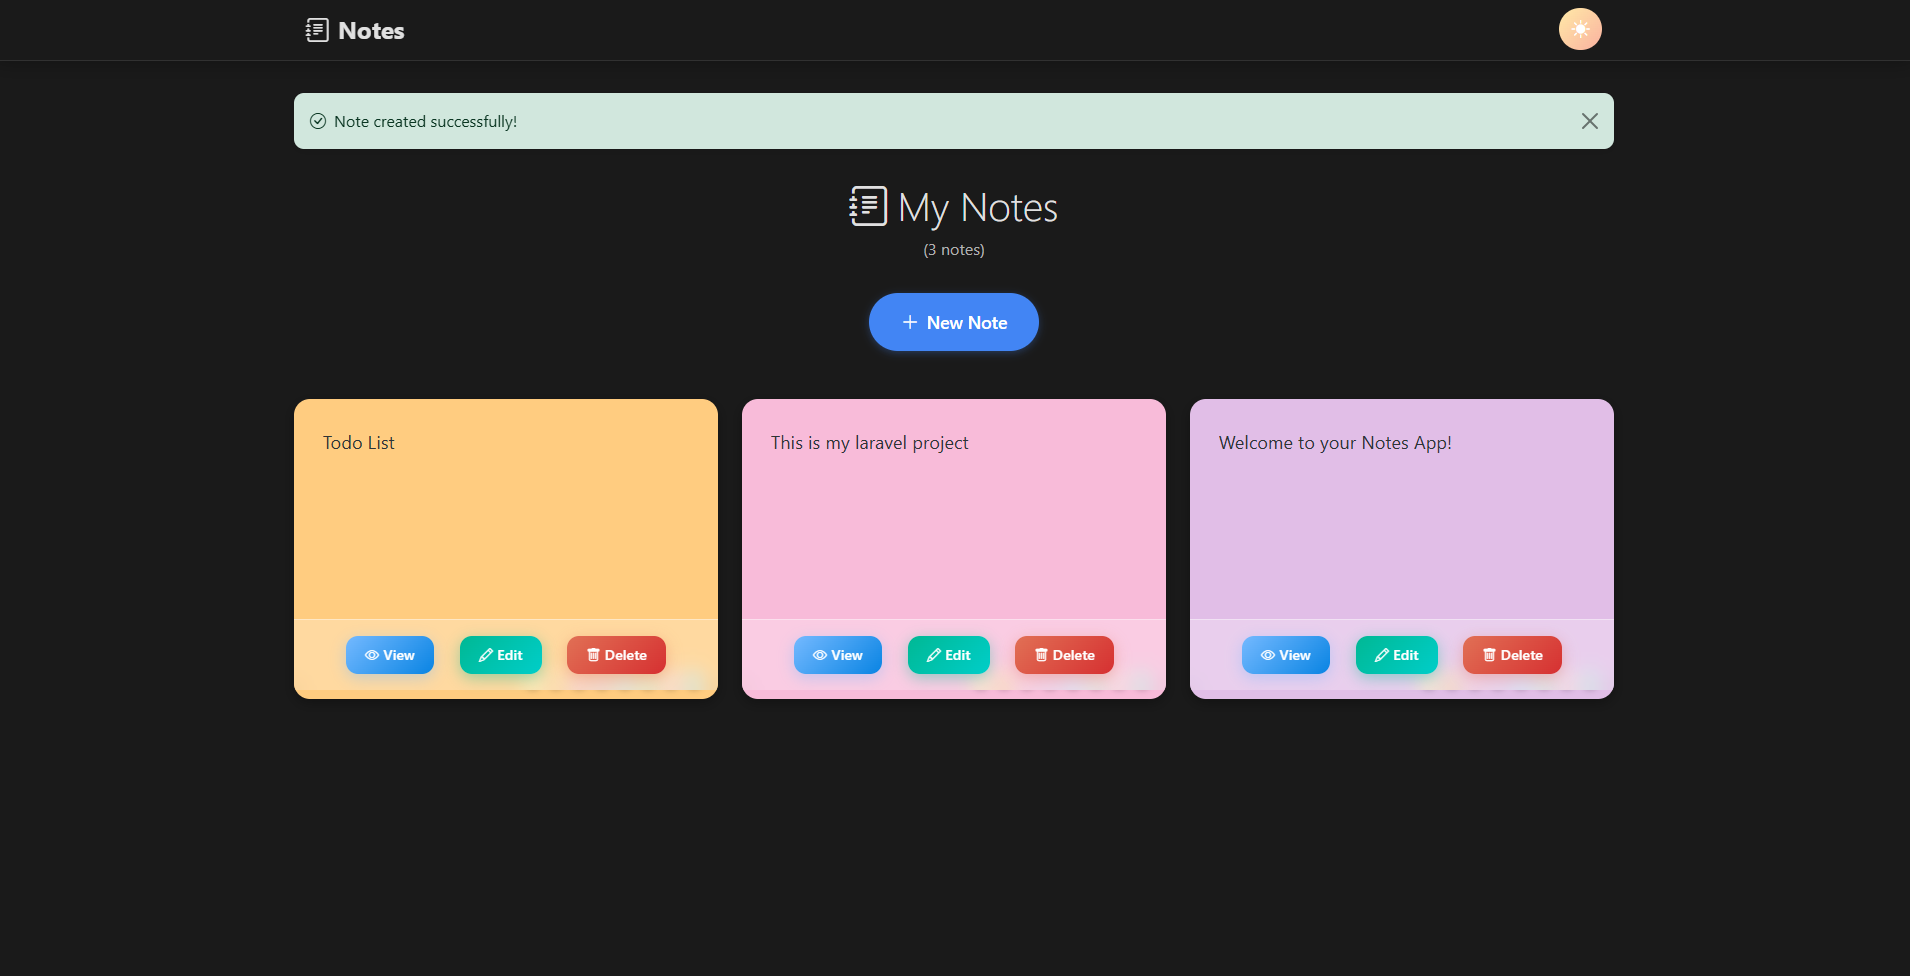 Notes
Note created successfully!
My Notes
(3 notes)
New Note
Todo List
View Edit Delete
This is my laravel project
View Edit Delete
Welcome to your Notes App!
View Edit Delete